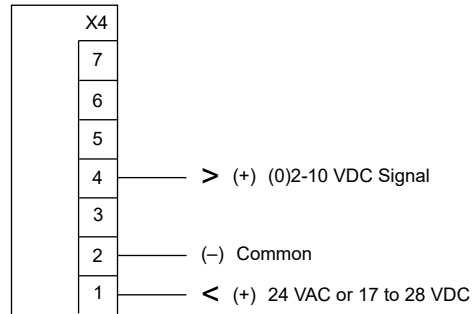 X4
7
6
5
4 > (+) (0)2-10 VDC Signal
3
2 (–) Common
1 < (+) 24 VAC or 17 to 28 VDC